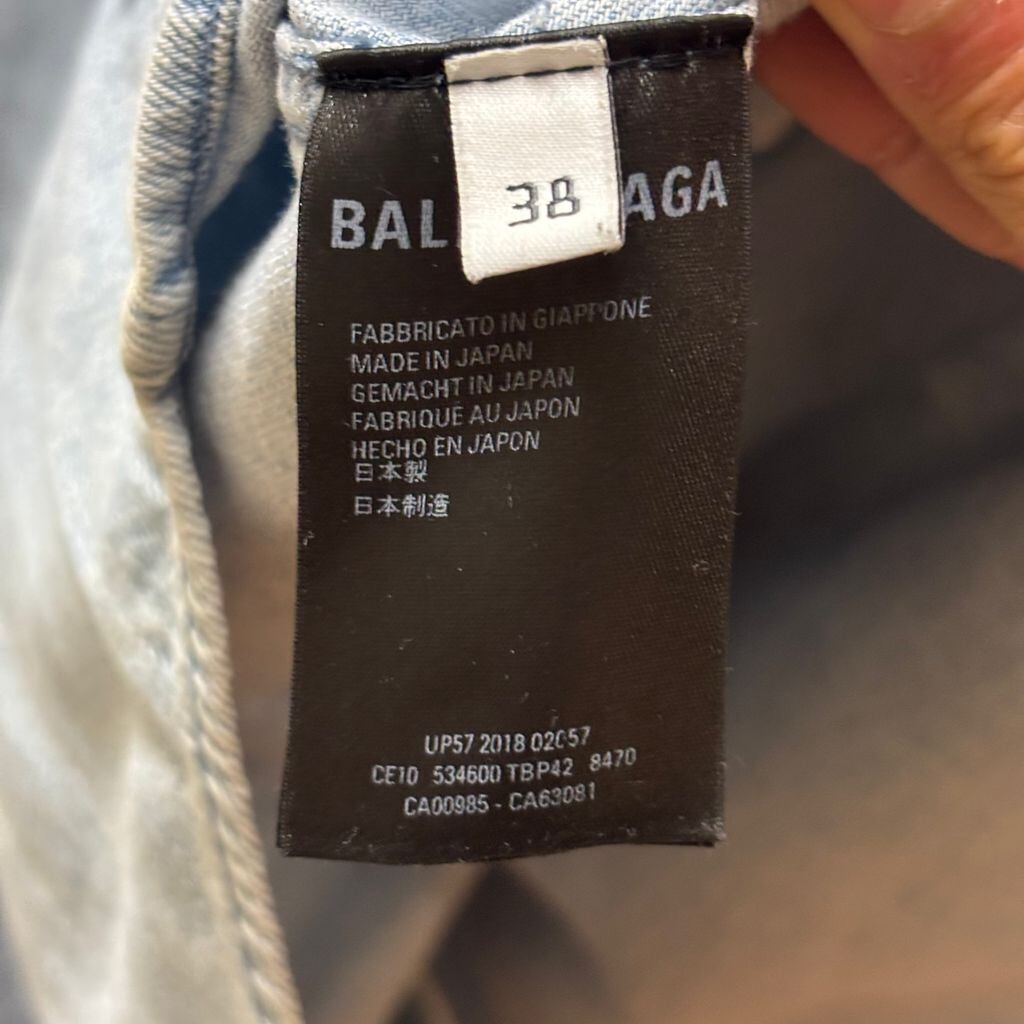 38
BAL AGA
FABBRICATO IN GIAPPONE
MADE IN JAPAN
GEMACHT IN JAPAN
FABRIQUÉ AU JAPON
HECHO EN JAPON
日本製
日本制造
UP57 2018 02057
CE10 534600 TBP42 8470
CA00985 - CA63081